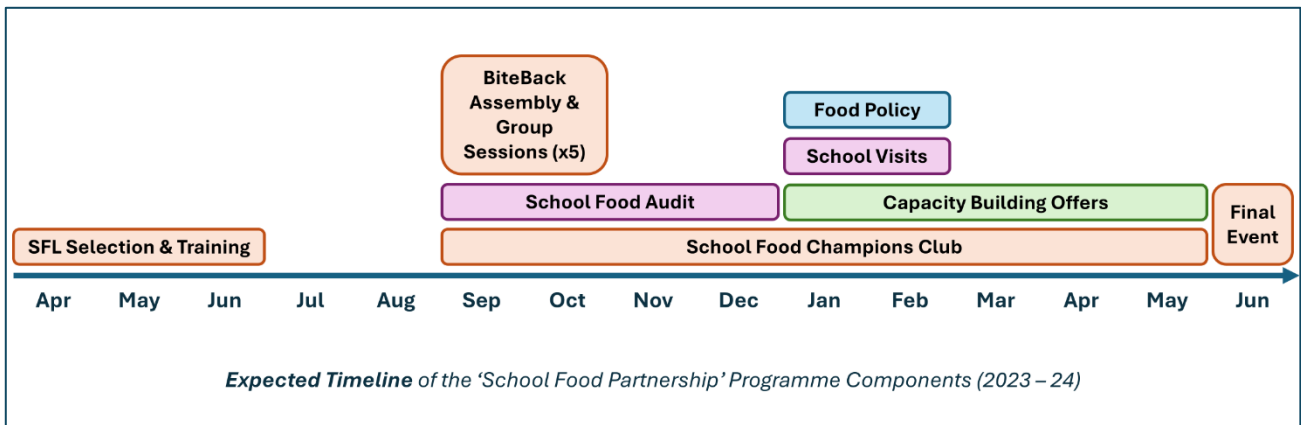 BiteBack
Assembly &
Group
Sessions (x5)
Food Policy
School Visits
School Food Audit
Capacity Building Offers
Final
Event
SFL Selection & Training
School Food Champions Club
Apr May Jun Jul Aug Sep Oct Nov Dec Jan Feb Mar Apr May Jun
Expected Timeline of the ‘School Food Partnership’ Programme Components (2023 – 24)